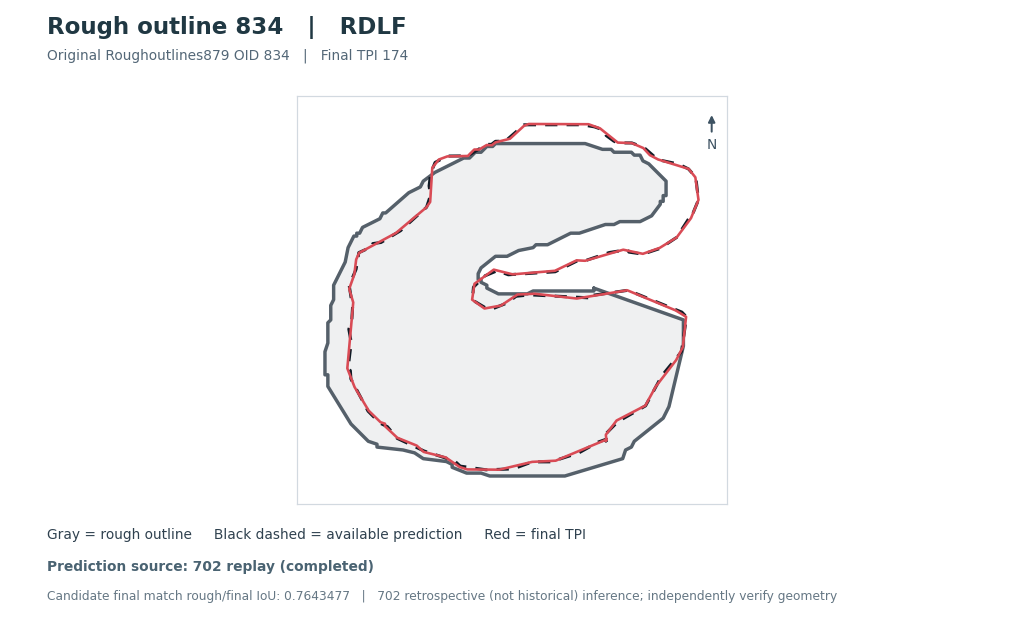 Rough outline 834   |   RDLF
Original Roughoutlines879 OID 834   |   Final TPI 174
N
Gray = rough outline     Black dashed = available prediction     Red = final TPI
Prediction source: 702 replay (completed)
Candidate final match rough/final IoU: 0.7643477   |   702 retrospective (not historical) inference; independently verify geometry